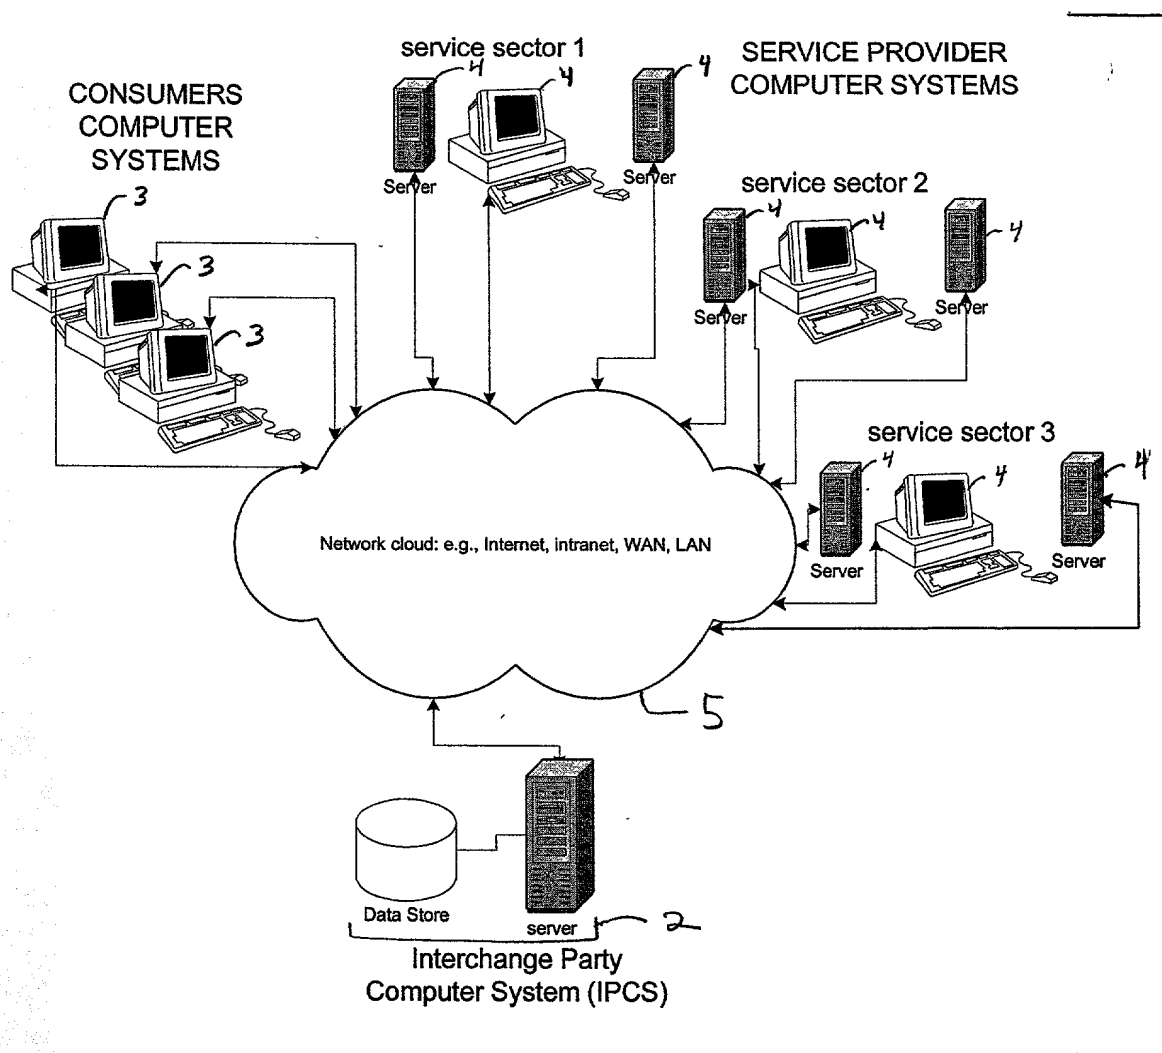 service sector 1
SERVICE PROVIDER
COMPUTER SYSTEMS
CONSUMERS
COMPUTER
SYSTEMS
4
4
4
Server
Server
3
3
3
service sector 2
4
4
4
Server
Server
service sector 3
4
4
4
Server
Server
Network cloud: e.g., Internet, intranet, WAN, LAN
5
Data Store
server
2
Interchange Party
Computer System (IPCS)